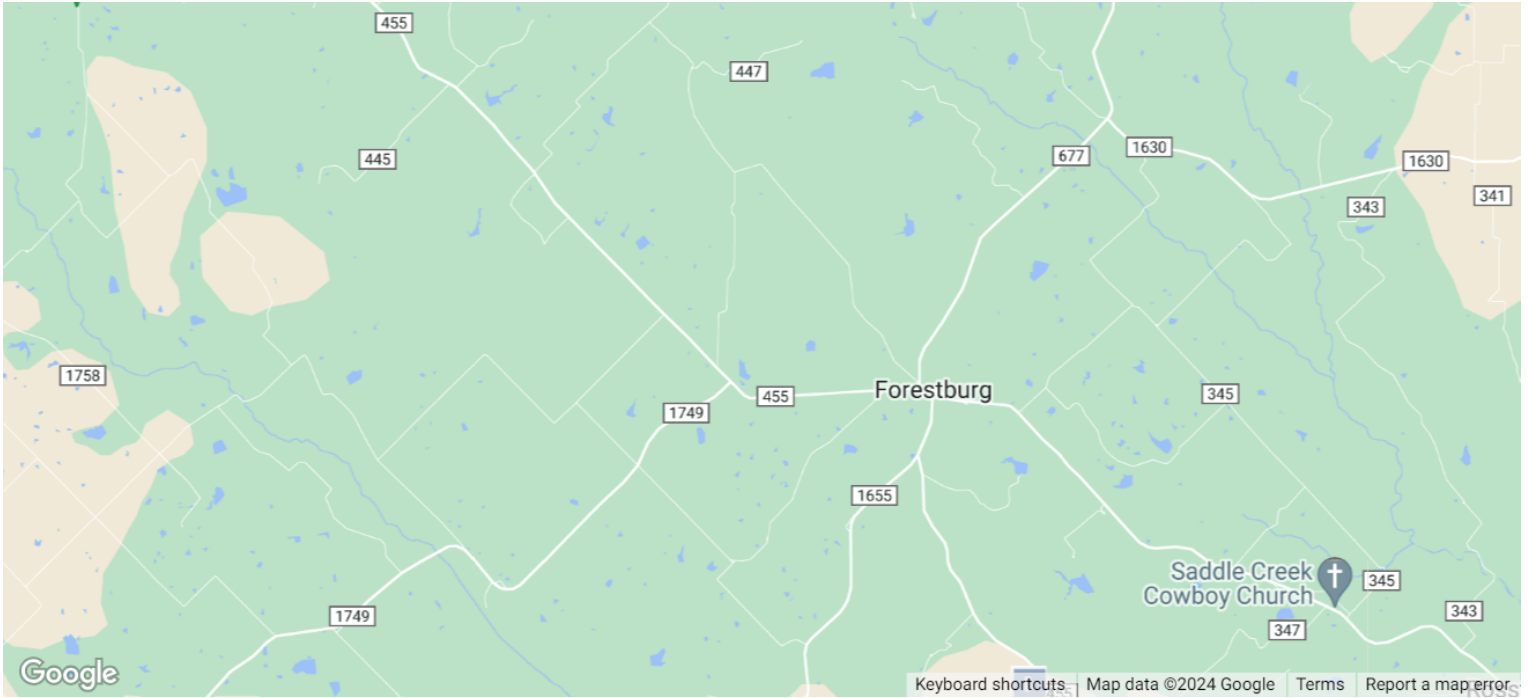 455
447
445
677
1630
1630
341
343
1758
455
Forestburg
345
1749
1655
Saddle Creek
Cowboy Church
345
1749
347
343
Google
Keyboard shortcuts
Map data ©2024 Google
Terms
Report a map error